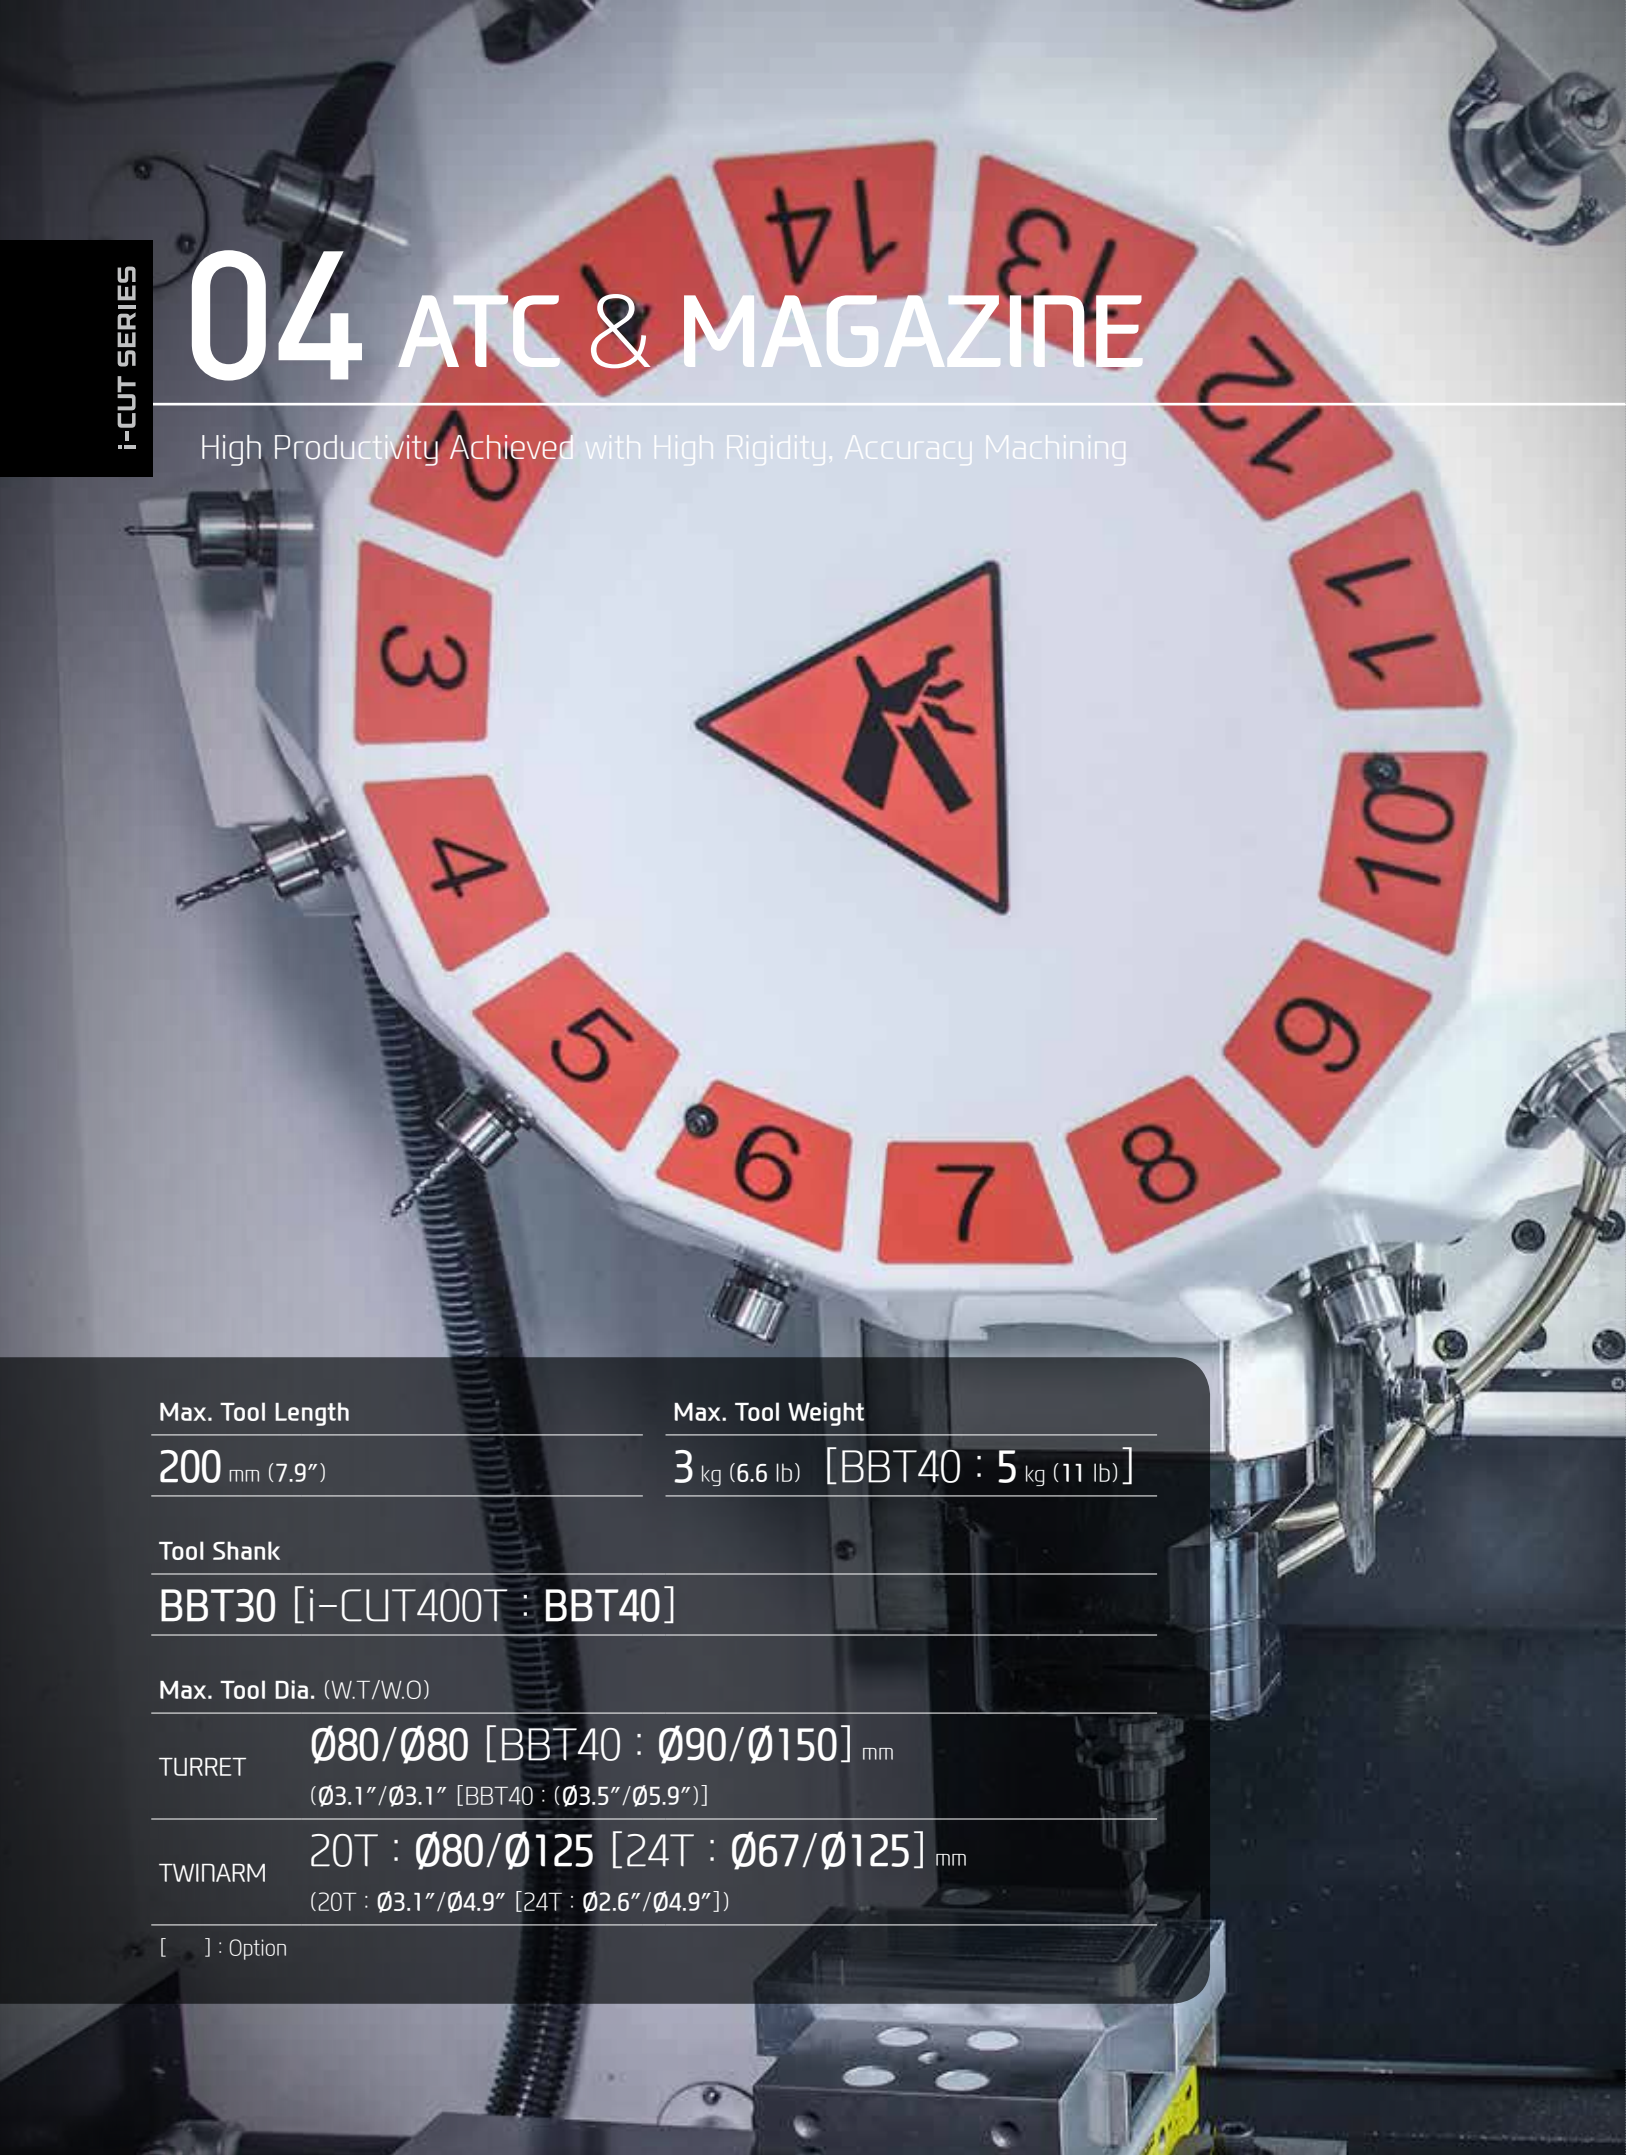 i-CUT SERIES
04 ATC & MAGAZINE
High Productivity Achieved with High Rigidity, Accuracy Machining
14
13
12
11
10
9
8
7
6
5
4
3
2
1
Max. Tool Length
200 mm (7.9″)
Max. Tool Weight
3 kg (6.6 lb) [BBT40 : 5 kg (11 lb)]
Tool Shank
BBT30 [i-CUT400T : BBT40]
Max. Tool Dia. (W.T/W.O)
TURRET
Ø80/Ø80 [BBT40 : Ø90/Ø150] mm
(Ø3.1″/Ø3.1″ [BBT40 : (Ø3.5″/Ø5.9″)]
TWINARM
20T : Ø80/Ø125 [24T : Ø67/Ø125] mm
(20T : Ø3.1″/Ø4.9″ [24T : Ø2.6″/Ø4.9″])
[ ] : Option